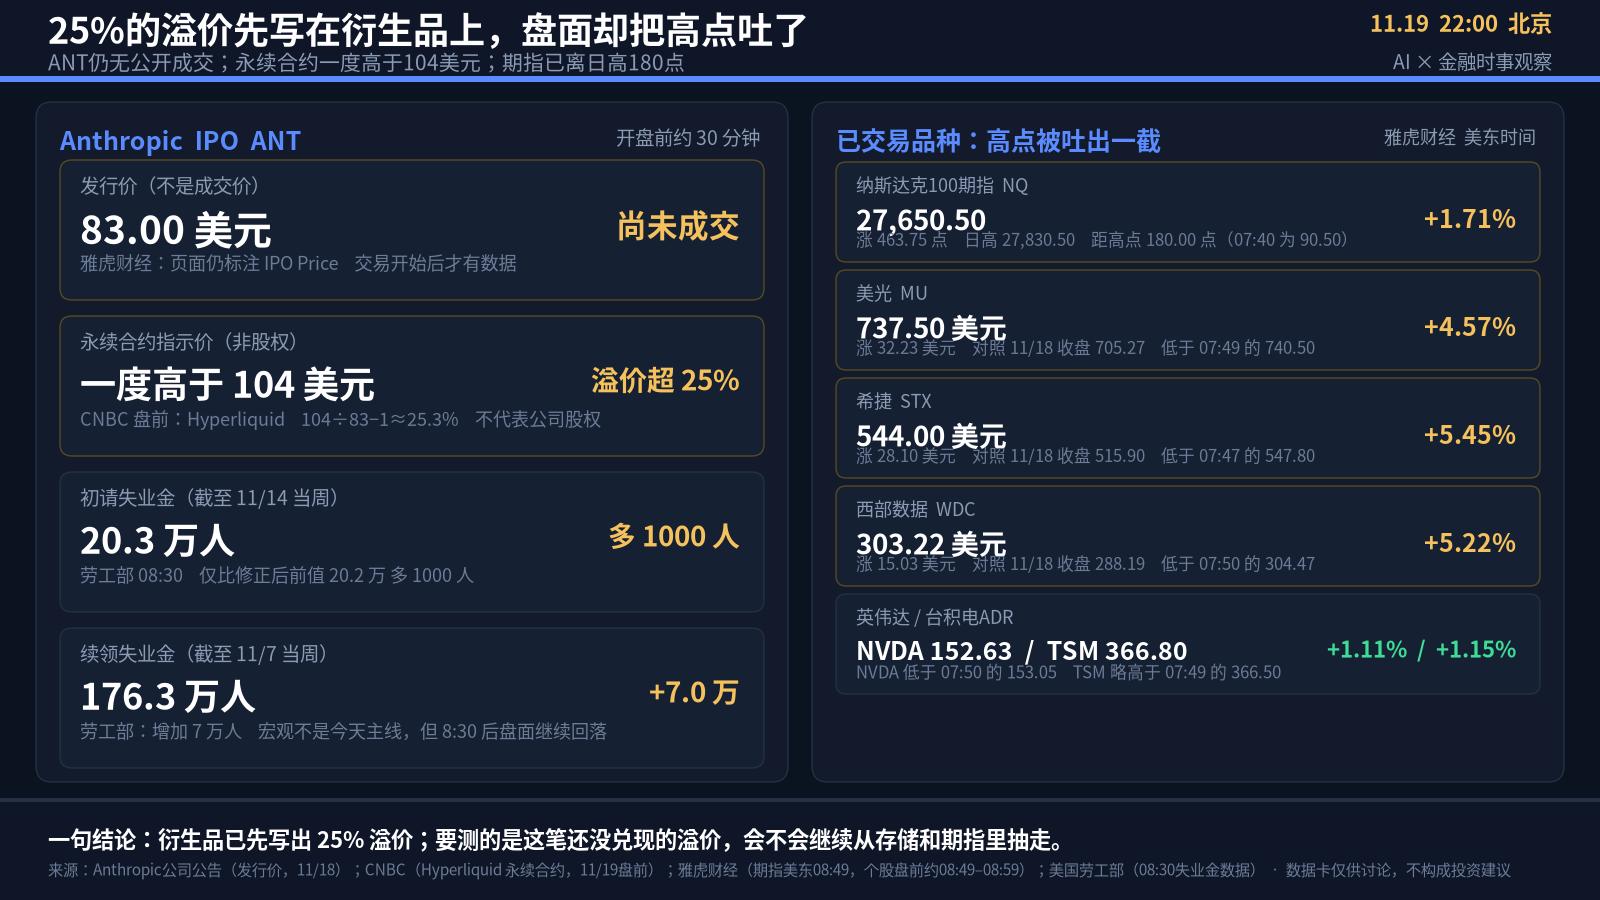 25%的溢价先写在衍生品上，盘面却把高点吐了
11.19 22:00 北京
ANT仍无公开成交；永续合约一度高于104美元；期指已离日高180点
AI × 金融时事观察
Anthropic IPO ANT
开盘前约 30 分钟
发行价（不是成交价）
83.00 美元
尚未成交
雅虎财经：页面仍标注 IPO Price 交易开始后才有数据
永续合约指示价（非股权）
一度高于 104 美元
溢价超 25%
CNBC 盘前：Hyperliquid 104÷83−1≈25.3% 不代表公司股权
初请失业金（截至 11/14 当周）
20.3 万人
多 1000 人
劳工部 08:30 仅比修正后前值 20.2 万 多 1000 人
续领失业金（截至 11/7 当周）
176.3 万人
+7.0 万
劳工部：增加 7 万人 宏观不是今天主线，但 8:30 后盘面继续回落
已交易品种：高点被吐出一截
雅虎财经 美东时间
纳斯达克100期指 NQ
27,650.50
+1.71%
涨 463.75 点 日高 27,830.50 距高点 180.00 点（07:40 为 90.50）
美光 MU
737.50 美元
+4.57%
涨 32.23 美元 对照 11/18 收盘 705.27 低于 07:49 的 740.50
希捷 STX
544.00 美元
+5.45%
涨 28.10 美元 对照 11/18 收盘 515.90 低于 07:47 的 547.80
西部数据 WDC
303.22 美元
+5.22%
涨 15.03 美元 对照 11/18 收盘 288.19 低于 07:50 的 304.47
英伟达 / 台积电ADR
NVDA 152.63 / TSM 366.80
+1.11% / +1.15%
NVDA 低于 07:50 的 153.05 TSM 略高于 07:49 的 366.50
一句结论：衍生品已先写出 25% 溢价；要测的是这笔还没兑现的溢价，会不会继续从存储和期指里抽走。
来源：Anthropic公司公告（发行价，11/18）；CNBC（Hyperliquid 永续合约，11/19盘前）；雅虎财经（期指美东08:49，个股盘前约08:49–08:59）；美国劳工部（08:30失业金数据） · 数据卡仅供讨论，不构成投资建议